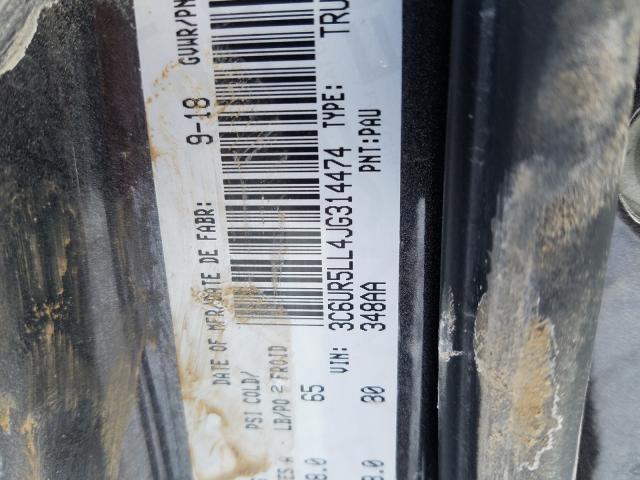 GVWR/PN
DATE OF MFR/DATE DE FABR: 9-18
VIN: 3C6UR5LL4JG314474 TYPE: TRU
348AA PNT:PAU
PSI COLD/
LB/PO 2 FROID
65
80